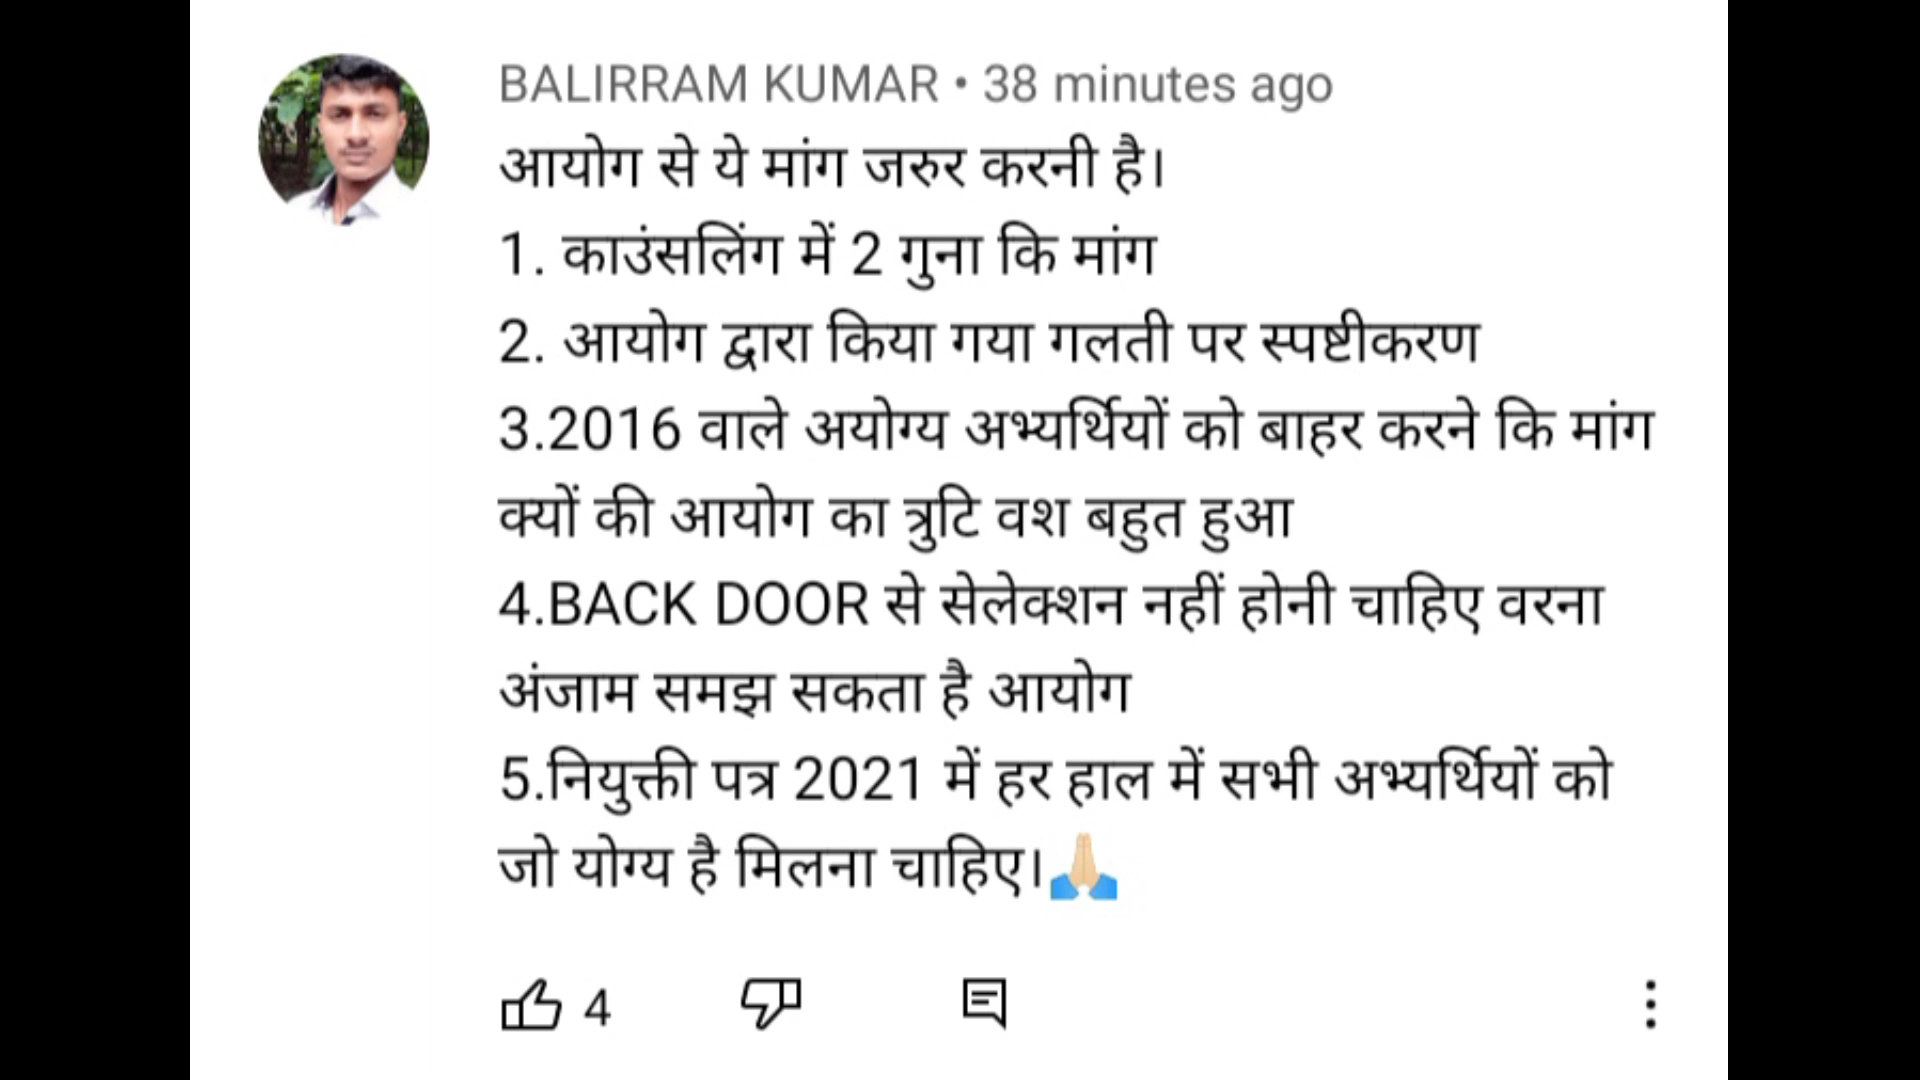 BALIRRAM KUMAR • 38 minutes ago
आयोग से ये मांग जरुर करनी है।
1. काउंसलिंग में 2 गुना कि मांग
2. आयोग द्वारा किया गया गलती पर स्पष्टीकरण
3.2016 वाले अयोग्य अभ्यर्थियों को बाहर करने कि मांग
क्यों की आयोग का त्रुटि वश बहुत हुआ
4.BACK DOOR से सेलेक्शन नहीं होनी चाहिए वरना
अंजाम समझ सकता है आयोग
5.नियुक्ती पत्र 2021 में हर हाल में सभी अभ्यर्थियों को
जो योग्य है मिलना चाहिए।🙏🏻
4